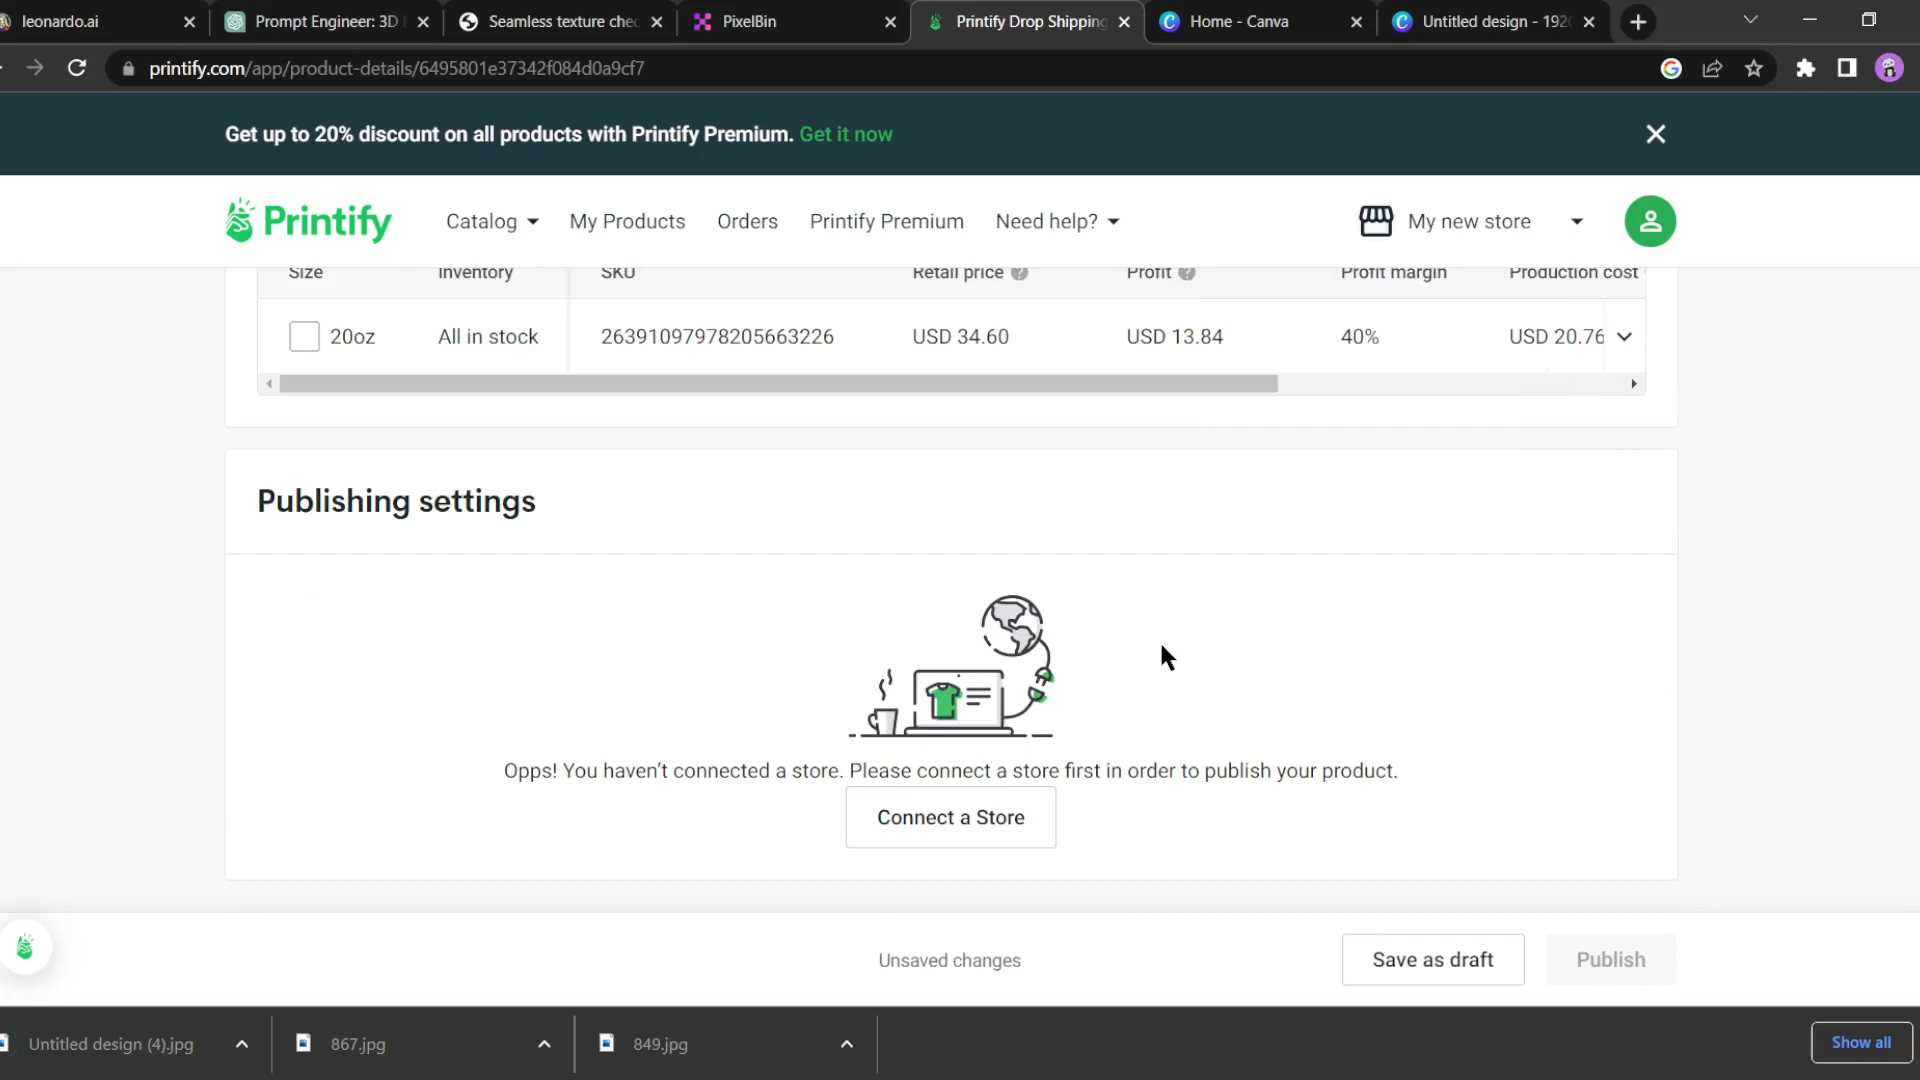 leonardo.ai
Prompt Engineer: 3D
Seamless texture che
PixelBin
Printify Drop Shipping
Home - Canva
Untitled design - 192
printify.com/app/product-details/6495801e37342f084d0a9cf7
Get up to 20% discount on all products with Printify Premium. Get it now
Printify
Catalog
My Products
Orders
Printify Premium
Need help?
My new store
Size
Inventory
SKU
Retail price
Profit
Profit margin
Production cost
20oz
All in stock
26391097978205663226
USD 34.60
USD 13.84
40%
USD 20.76
Publishing settings
Opps! You haven't connected a store. Please connect a store first in order to publish your product.
Connect a Store
Unsaved changes
Save as draft
Publish
Untitled design (4).jpg
867.jpg
849.jpg
Show all